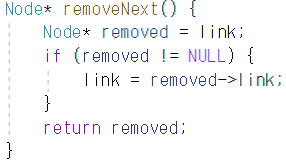 Node* removeNext() {
    Node* removed = link;
    if (removed != NULL) {
        link = removed->link;
    }
    return removed;
}